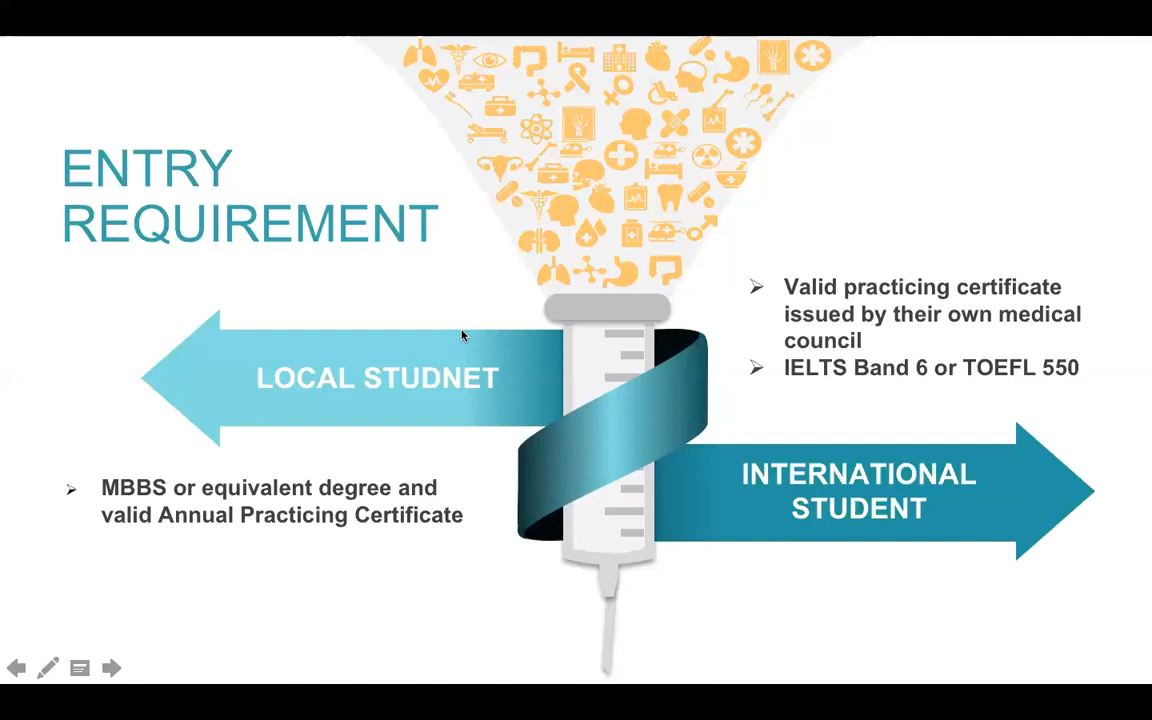 ENTRY
REQUIREMENT
LOCAL STUDNET
MBBS or equivalent degree and
valid Annual Practicing Certificate
Valid practicing certificate
issued by their own medical
council
IELTS Band 6 or TOEFL 550
INTERNATIONAL
STUDENT